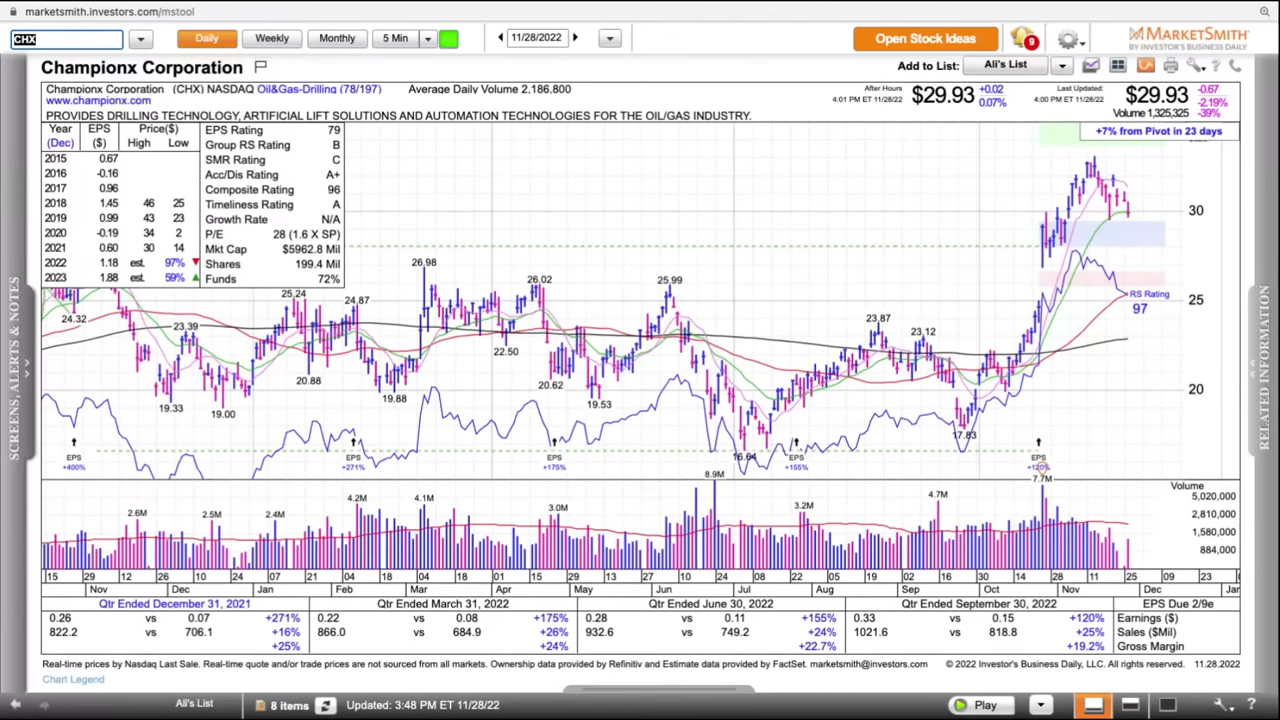 marketsmith.investors.com/mstool
CHX
Daily
Weekly
Monthly
5 Min
11/28/2022
Open Stock Ideas
9
MARKETSMITH
BY INVESTOR'S BUSINESS DAILY
Championx Corporation
Add to List:
Ali's List
Championx Corporation (CHX) NASDAQ Oil&Gas-Drilling (78/197) Average Daily Volume 2,186,800
www.championx.com
PROVIDES DRILLING TECHNOLOGY, ARTIFICIAL LIFT SOLUTIONS AND AUTOMATION TECHNOLOGIES FOR THE OIL/GAS INDUSTRY.
After Hours
4:01 PM ET 11/28/22
$29.93
+0.02
0.07%
Last Updated:
4:00 PM ET 11/28/22
$29.93
-0.67
-2.19%
Volume 1,325,325 -39%
+7% from Pivot in 23 days
Year EPS Price($)
(Dec) ($) High Low
2015 0.67
2016 -0.16
2017 0.96
2018 1.45 46 25
2019 0.99 43 23
2020 -0.19 34 2
2021 0.60 30 14
2022 1.18 est. 97%
2023 1.88 est. 59%
EPS Rating 79
Group RS Rating B
SMR Rating C
Acc/Dis Rating A+
Composite Rating 96
Timeliness Rating A
Growth Rate N/A
P/E 28 (1.6 X SP)
Mkt Cap $5962.8 Mil
Shares 199.4 Mil
Funds 72%
30
25
20
RS Rating
97
24.32
23.39
19.33
19.00
25.24
20.88
24.87
19.88
26.98
22.50
26.02
20.62
19.53
25.99
16.64
23.87
23.12
17.83
EPS
+400%
EPS
+271%
EPS
+175%
EPS
+155%
EPS
+120%
2.6M
2.5M
2.4M
4.2M
4.1M
3.0M
8.9M
3.2M
4.7M
7.7M
Volume
5,020,000
2,810,000
1,580,000
884,000
15 29 12 26 10 24 07 21 04 18 04 18 01 15 29 13 27 10 24 08 22 05 19 02 16 30 14 28 11 25 09 23
Nov Dec Jan Feb Mar Apr May Jun Jul Aug Sep Oct Nov Dec Jan
Qtr Ended December 31, 2021 Qtr Ended March 31, 2022 Qtr Ended June 30, 2022 Qtr Ended September 30, 2022 EPS Due 2/9e
0.26 vs 0.07 +271% 0.22 vs 0.08 +175% 0.28 vs 0.11 +155% 0.33 vs 0.15 +120% Earnings ($)
822.2 vs 706.1 +16% 866.0 vs 684.9 +26% 932.6 vs 749.2 +24% 1021.6 vs 818.8 +25% Sales ($Mil)
+25% +24% +22.7% +19.2% Gross Margin
Real-time prices by Nasdaq Last Sale. Real-time quote and/or trade prices are not sourced from all markets. Ownership data provided by Refinitiv and Estimate data provided by FactSet. marketsmith@investors.com © 2022 Investor's Business Daily, LLC. All rights reserved. 11.28.2022
Chart Legend
SCREENS, ALERTS & NOTES
RELATED INFORMATION
Ali's List
8 items
Updated: 3:48 PM ET 11/28/22
Play